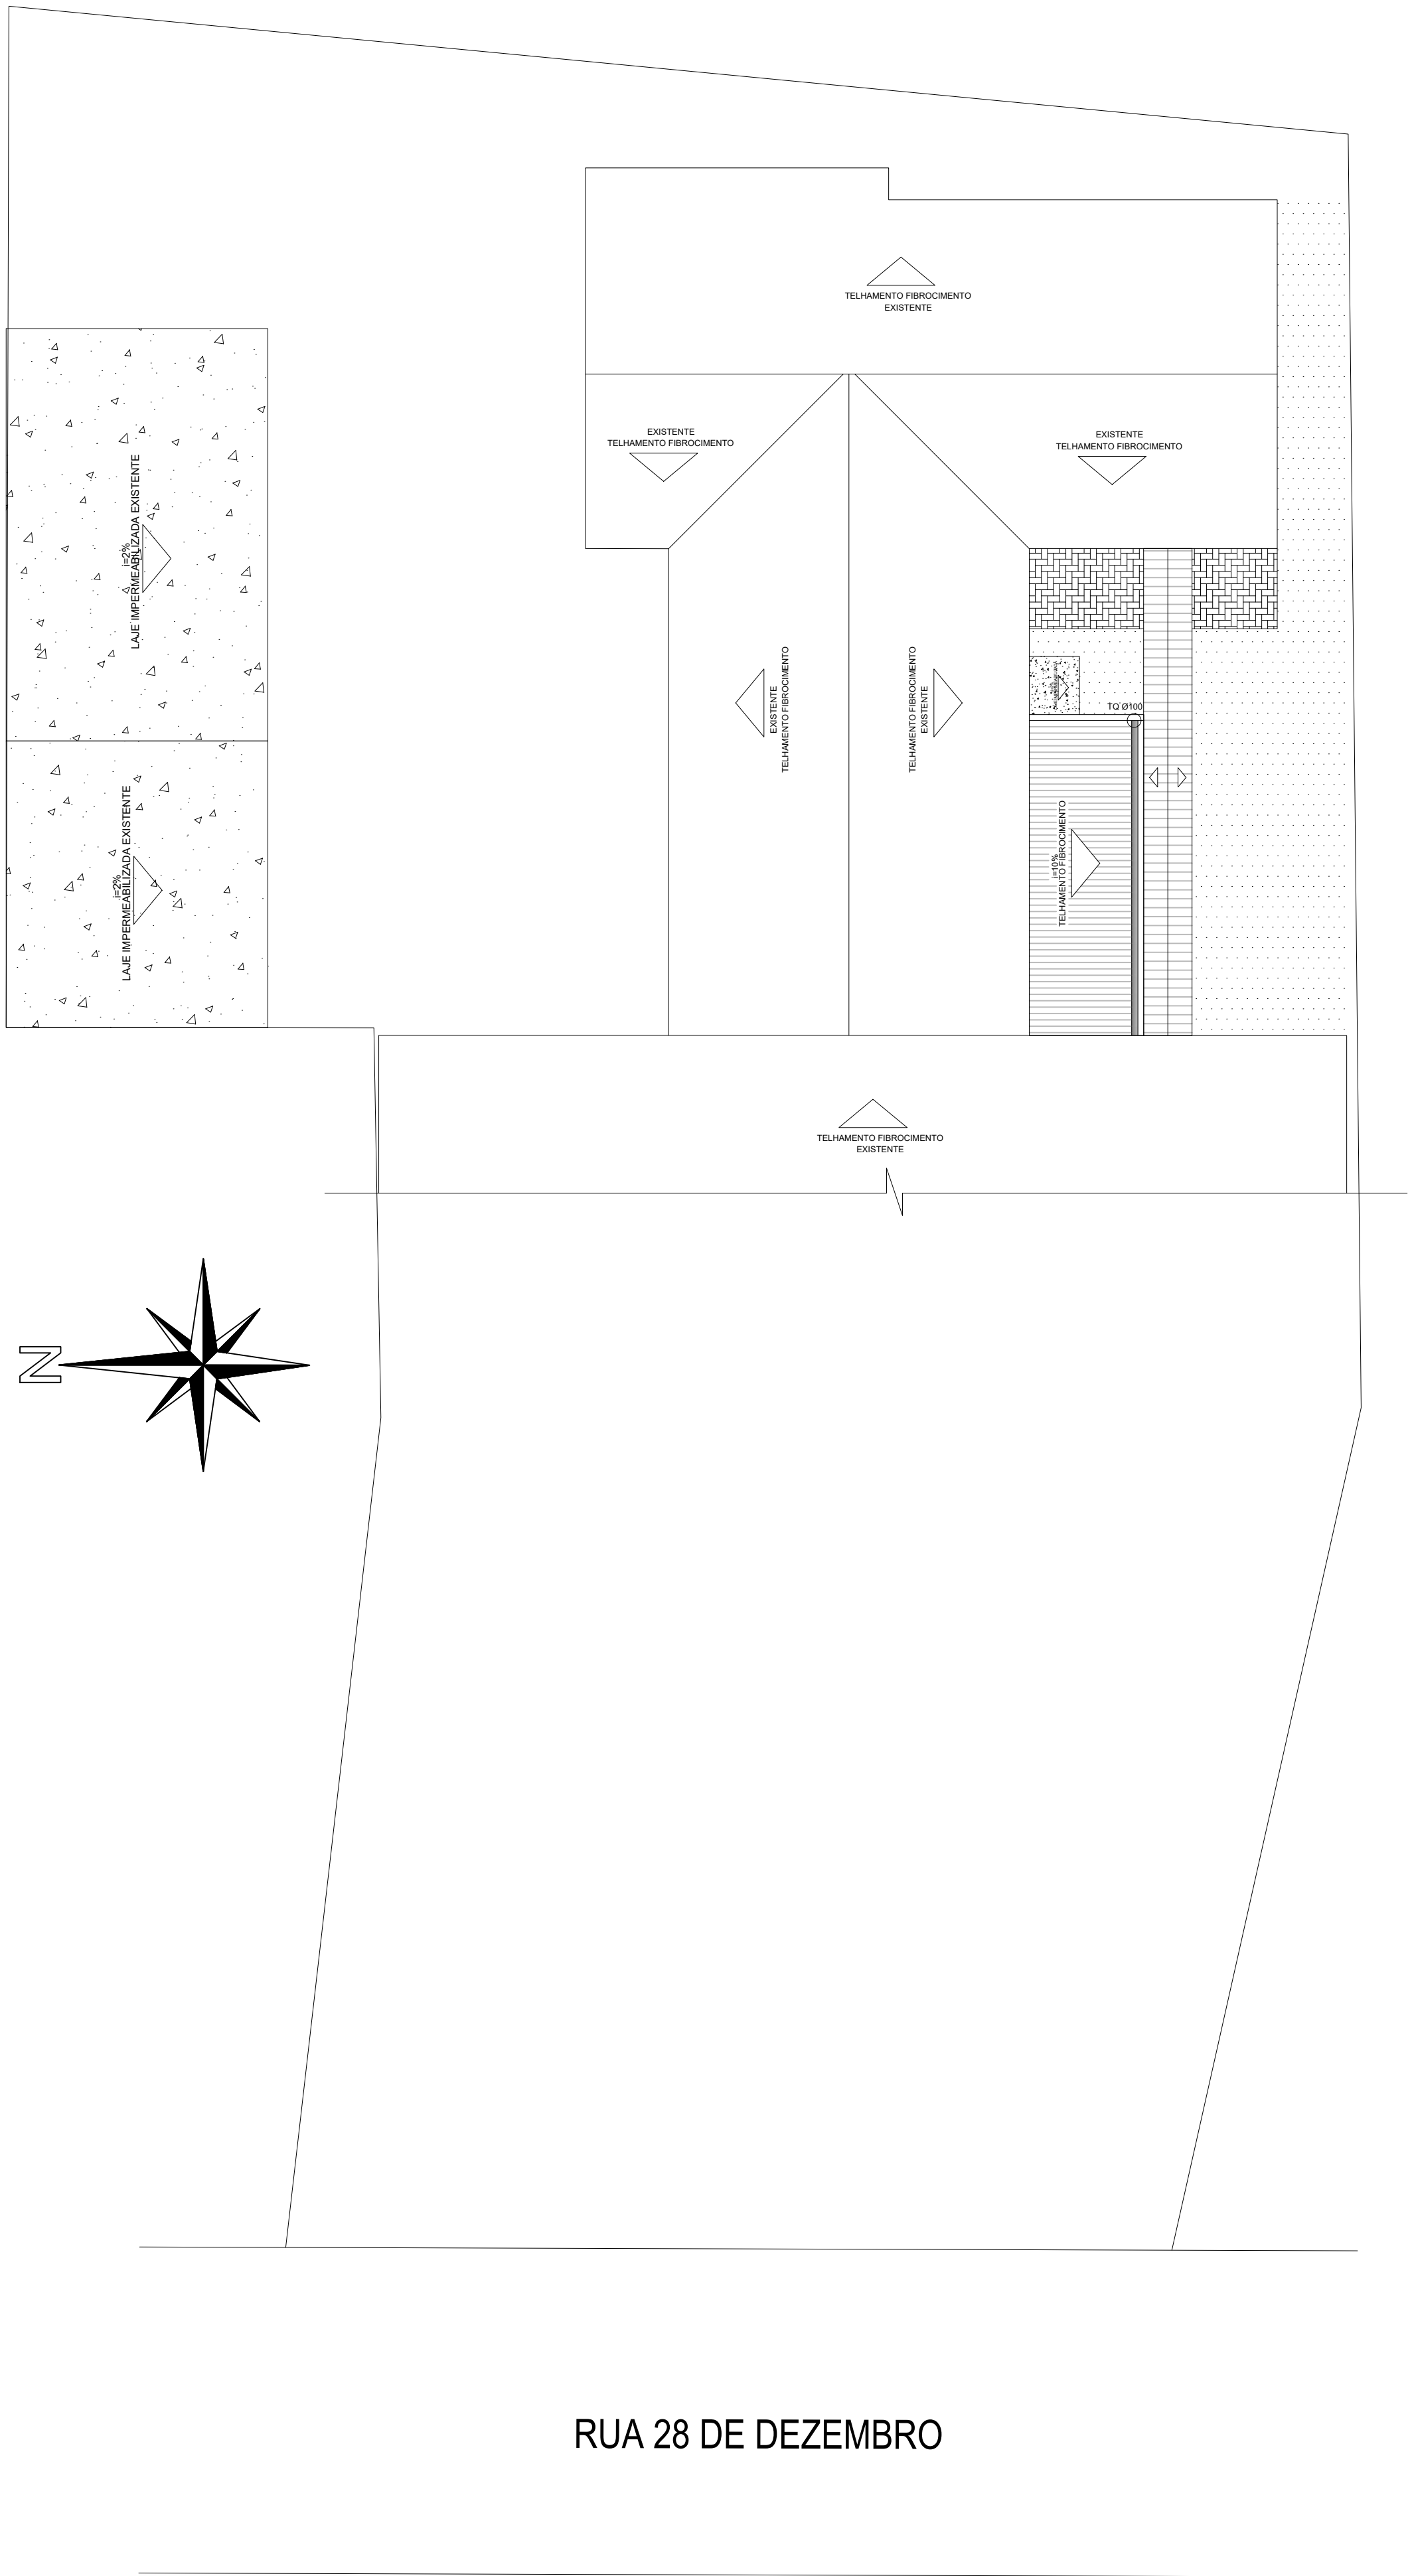 TELHAMENTO FIBROCIMENTO
EXISTENTE
EXISTENTE
TELHAMENTO FIBROCIMENTO
EXISTENTE
TELHAMENTO FIBROCIMENTO
i=2%
LAJE IMPERMEABILIZADA EXISTENTE
EXISTENTE
TELHAMENTO FIBROCIMENTO
TELHAMENTO FIBROCIMENTO
EXISTENTE
TQ Ø100
i=10%
TELHAMENTO FIBROCIMENTO
i=2%
LAJE IMPERMEABILIZADA EXISTENTE
TELHAMENTO FIBROCIMENTO
EXISTENTE
N
RUA 28 DE DEZEMBRO